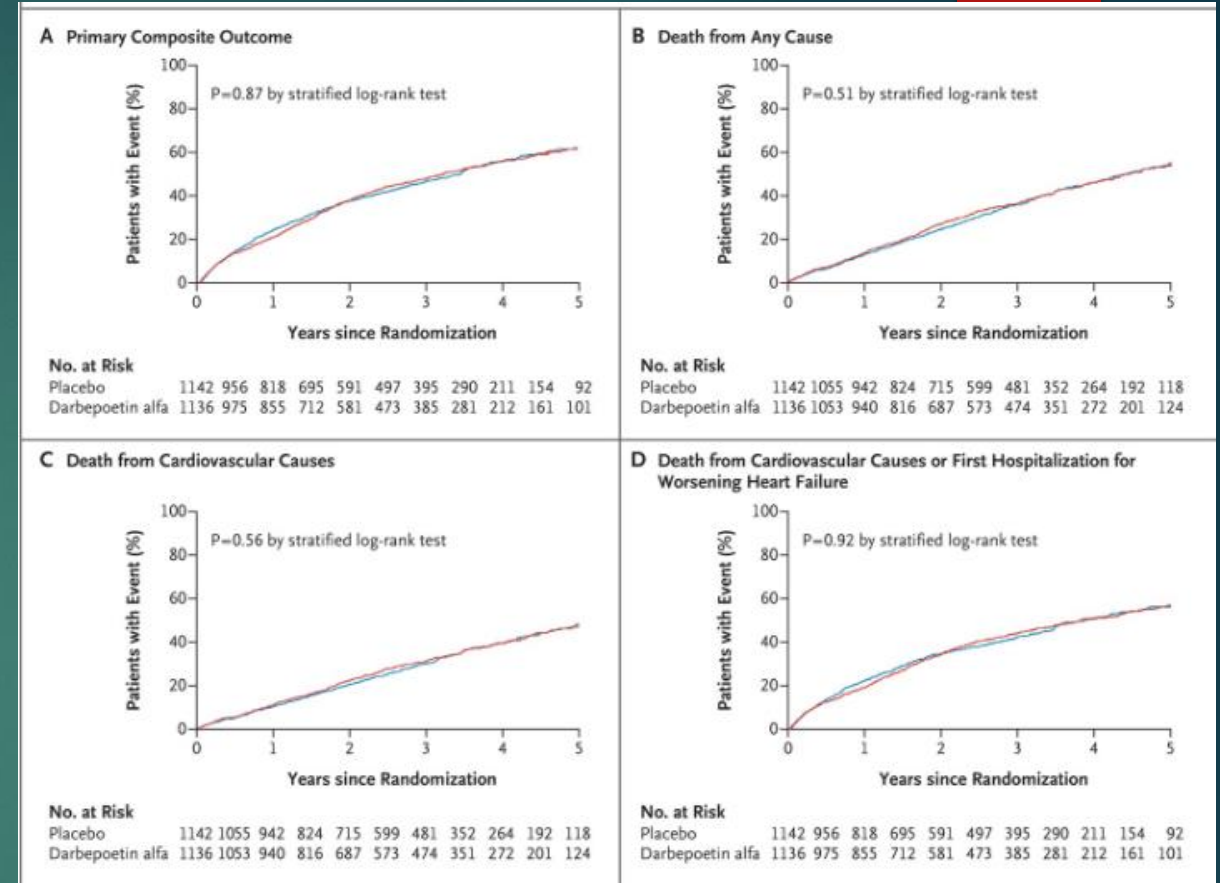 A Primary Composite Outcome
Patients with Event (%)
100
80
60
40
20
0
P=0.87 by stratified log-rank test
0 1 2 3 4 5
Years since Randomization
No. at Risk
Placebo 1142 956 818 695 591 497 395 290 211 154 92
Darbepoetin alfa 1136 975 855 712 581 473 385 281 212 161 101
B Death from Any Cause
Patients with Event (%)
100
80
60
40
20
0
P=0.51 by stratified log-rank test
0 1 2 3 4 5
Years since Randomization
No. at Risk
Placebo 1142 1055 942 824 715 599 481 352 264 192 118
Darbepoetin alfa 1136 1053 940 816 687 573 474 351 272 201 124
C Death from Cardiovascular Causes
Patients with Event (%)
100
80
60
40
20
0
P=0.56 by stratified log-rank test
0 1 2 3 4 5
Years since Randomization
No. at Risk
Placebo 1142 1055 942 824 715 599 481 352 264 192 118
Darbepoetin alfa 1136 1053 940 816 687 573 474 351 272 201 124
D Death from Cardiovascular Causes or First Hospitalization for
Worsening Heart Failure
Patients with Event (%)
100
80
60
40
20
0
P=0.92 by stratified log-rank test
0 1 2 3 4 5
Years since Randomization
No. at Risk
Placebo 1142 956 818 695 591 497 395 290 211 154 92
Darbepoetin alfa 1136 975 855 712 581 473 385 281 212 161 101